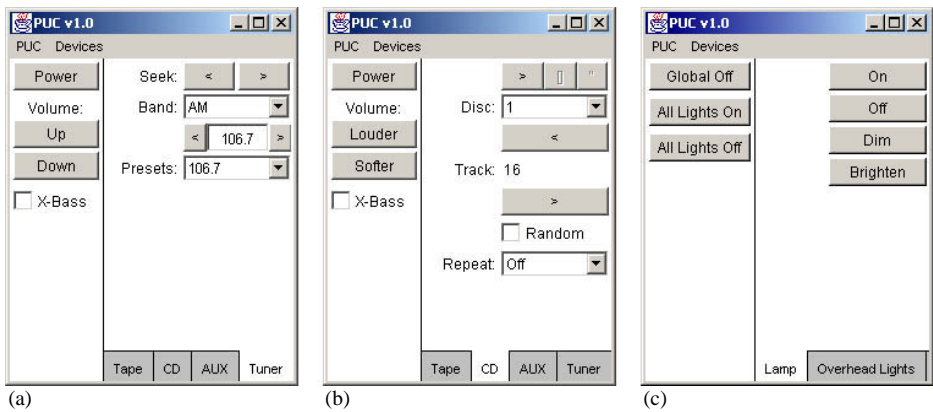 PUC v1.0
PUC Devices
Power
Volume:
Up
Down
X-Bass
Seek: < >
Band: AM
< 106.7 >
Presets: 106.7
Tape CD AUX Tuner
(a)
PUC v1.0
PUC Devices
Power
Volume:
Louder
Softer
X-Bass
> [] "
Disc: 1
<
Track: 16
>
Random
Repeat: Off
Tape CD AUX Tuner
(b)
PUC v1.0
PUC Devices
Global Off
All Lights On
All Lights Off
On
Off
Dim
Brighten
Lamp Overhead Lights
(c)